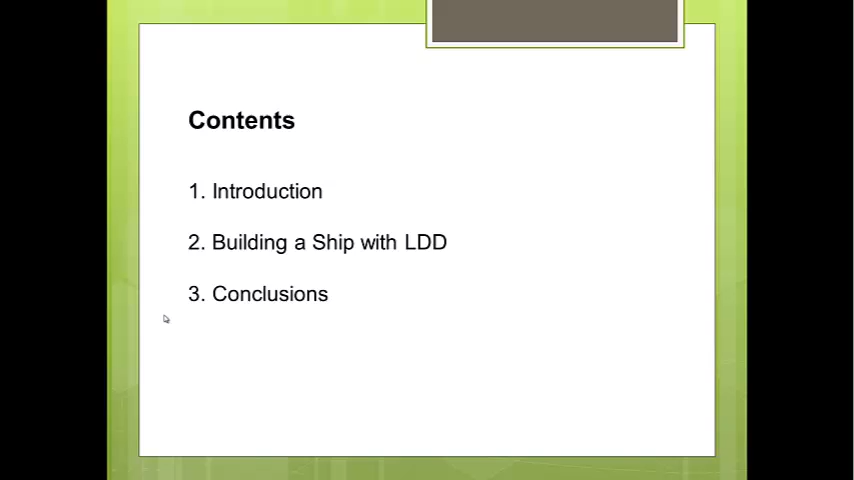 Contents
1. Introduction
2. Building a Ship with LDD
3. Conclusions